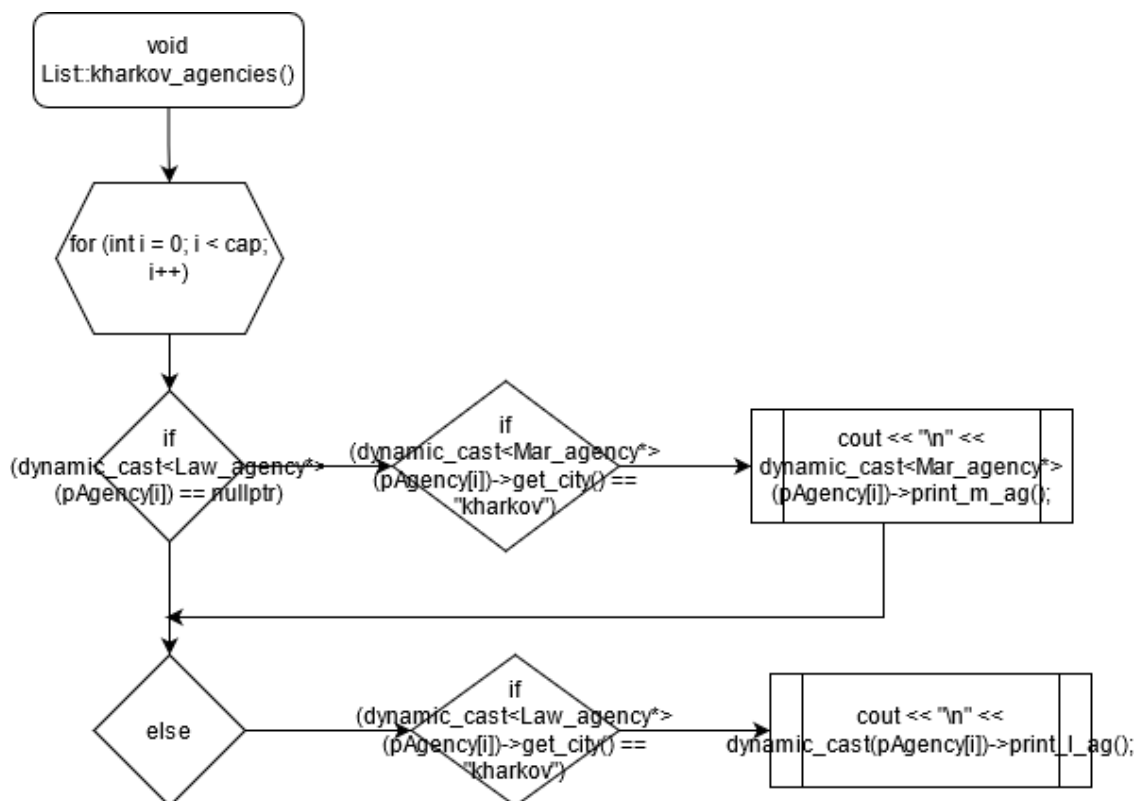 void
List::kharkov_agencies()
for (int i = 0; i < cap;
i++)
if
(dynamic_cast<Law_agency*>
(pAgency[i]) == nullptr)
if
(dynamic_cast<Mar_agency*>
(pAgency[i])->get_city() ==
"kharkov")
cout << "\n" <<
dynamic_cast<Mar_agency*>
(pAgency[i])->print_m_ag();
else
if
(dynamic_cast<Law_agency*>
(pAgency[i])->get_city() ==
"kharkov")
cout << "\n" <<
dynamic_cast(pAgency[i])->print_l_ag();